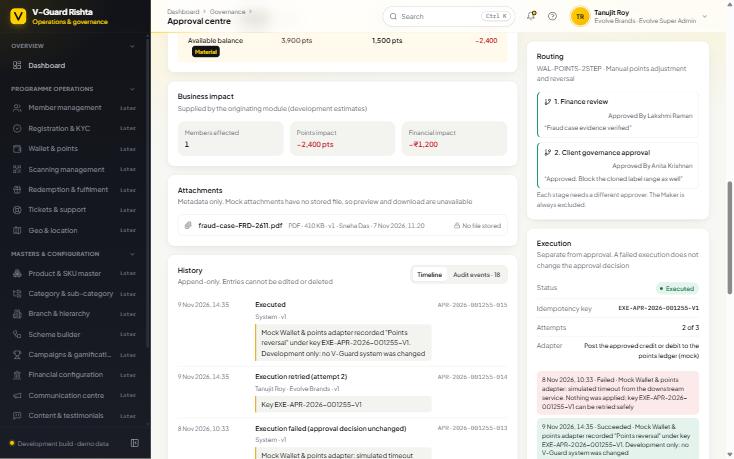 V-Guard Rishta
Operations & governance
OVERVIEW
Dashboard
PROGRAMME OPERATIONS
Member management Later
Registration & KYC Later
Wallet & points Later
Scanning management Later
Redemption & fulfilment Later
Tickets & support Later
Geo & location Later
MASTERS & CONFIGURATION
Product & SKU master Later
Category & sub-category Later
Branch & hierarchy Later
Scheme builder Later
Campaigns & gamificati... Later
Financial configuration Later
Communication centre Later
Content & testimonials Later
Development build · demo data
Dashboard > Governance >
Approval centre
Search
Ctrl K
TR
Tanujit Roy
Evolve Brands · Evolve Super Admin
Available balance 3,900 pts 1,500 pts -2,400
Material
Business impact
Supplied by the originating module (development estimates)
Members affected
1
Points impact
-2,400 pts
Financial impact
-₹1,200
Attachments
Metadata only. Mock attachments have no stored file, so preview and download are unavailable
fraud-case-FRD-2611.pdf PDF · 410 KB · v1 · Sneha Das · 7 Nov 2026, 11:20 No file stored
History
Append-only. Entries cannot be edited or deleted
Timeline
Audit events · 18
9 Nov 2026, 14:35 Executed APR-2026-001255-015
System · v1
Mock Wallet & points adapter recorded "Points
reversal" under key EXE-APR-2026-001255-V1.
Development only: no V-Guard system was changed
9 Nov 2026, 14:35 Execution retried (attempt 2) APR-2026-001255-014
Tanujit Roy · Evolve Brands · v1
Key EXE-APR-2026-001255-V1
8 Nov 2026, 10:33 Execution failed (approval decision unchanged) APR-2026-001255-013
System · v1
Mock Wallet & points adapter: simulated timeout
Routing
WAL-POINTS-2STEP · Manual points adjustment
and reversal
1. Finance review
Approved By Lakshmi Raman
"Fraud case evidence verified"
2. Client governance approval
Approved By Anita Krishnan
"Approved. Block the cloned label range as well"
Each stage needs a different approver. The Maker is
always excluded.
Execution
Separate from approval. A failed execution does not
change the approval decision
Status Executed
Idempotency key EXE-APR-2026-001255-V1
Attempts 2 of 3
Adapter Post the approved credit or debit to the
points ledger (mock)
8 Nov 2026, 10:33 · Failed · Mock Wallet & points
adapter: simulated timeout from the downstream
service. Nothing was applied; key EXE-APR-2026-
001255-V1 can be retried safely
9 Nov 2026, 14:35 · Succeeded · Mock Wallet &
points adapter recorded "Points reversal" under key
EXE-APR-2026-001255-V1. Development only: no
V-Guard system was changed